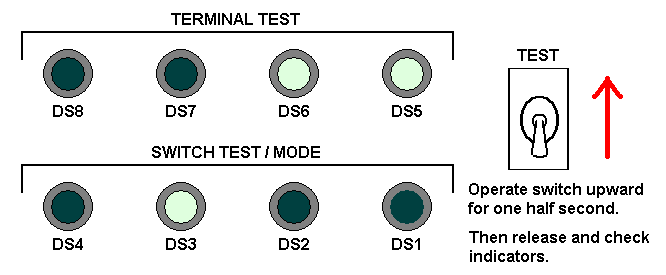 TERMINAL TEST
DS8 DS7 DS6 DS5
SWITCH TEST / MODE
DS4 DS3 DS2 DS1
TEST
Operate switch upward
for one half second.
Then release and check
indicators.